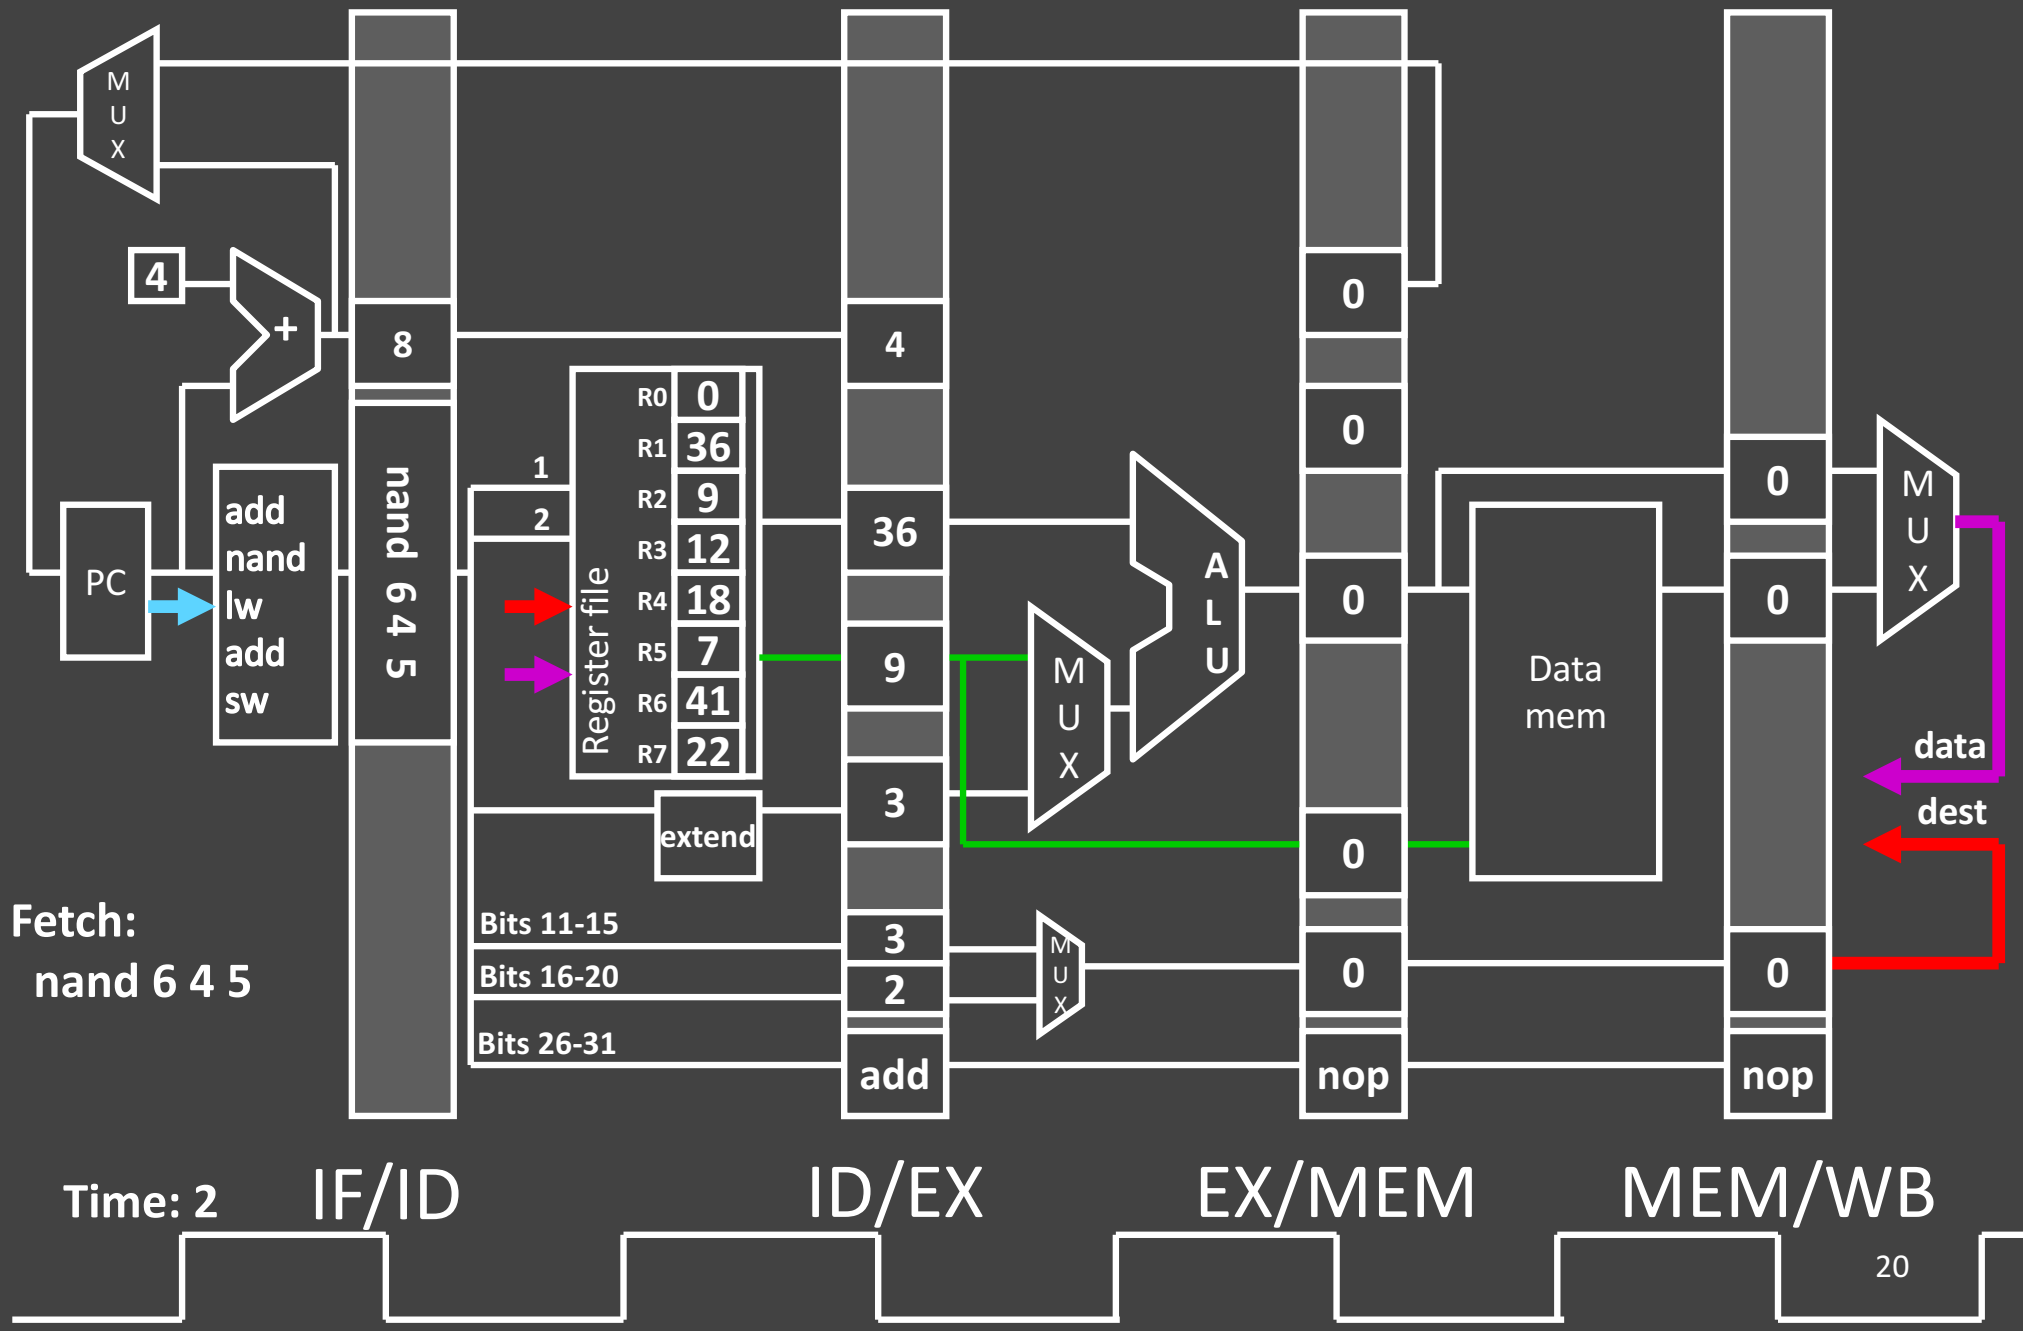 M
U
X
4
+
PC
add
nand
lw
add
sw
8
nand 6 4 5
1
2
Register file
R0 0
R1 36
R2 9
R3 12
R4 18
R5 7
R6 41
R7 22
extend
Bits 11-15
Bits 16-20
Bits 26-31
4
36
9
3
3
2
add
M
U
X
A
L
U
M
U
X
0
0
0
0
0
nop
Data
mem
0
0
0
nop
M
U
X
data
dest
Fetch:
nand 6 4 5
Time: 2
IF/ID
ID/EX
EX/MEM
MEM/WB
20